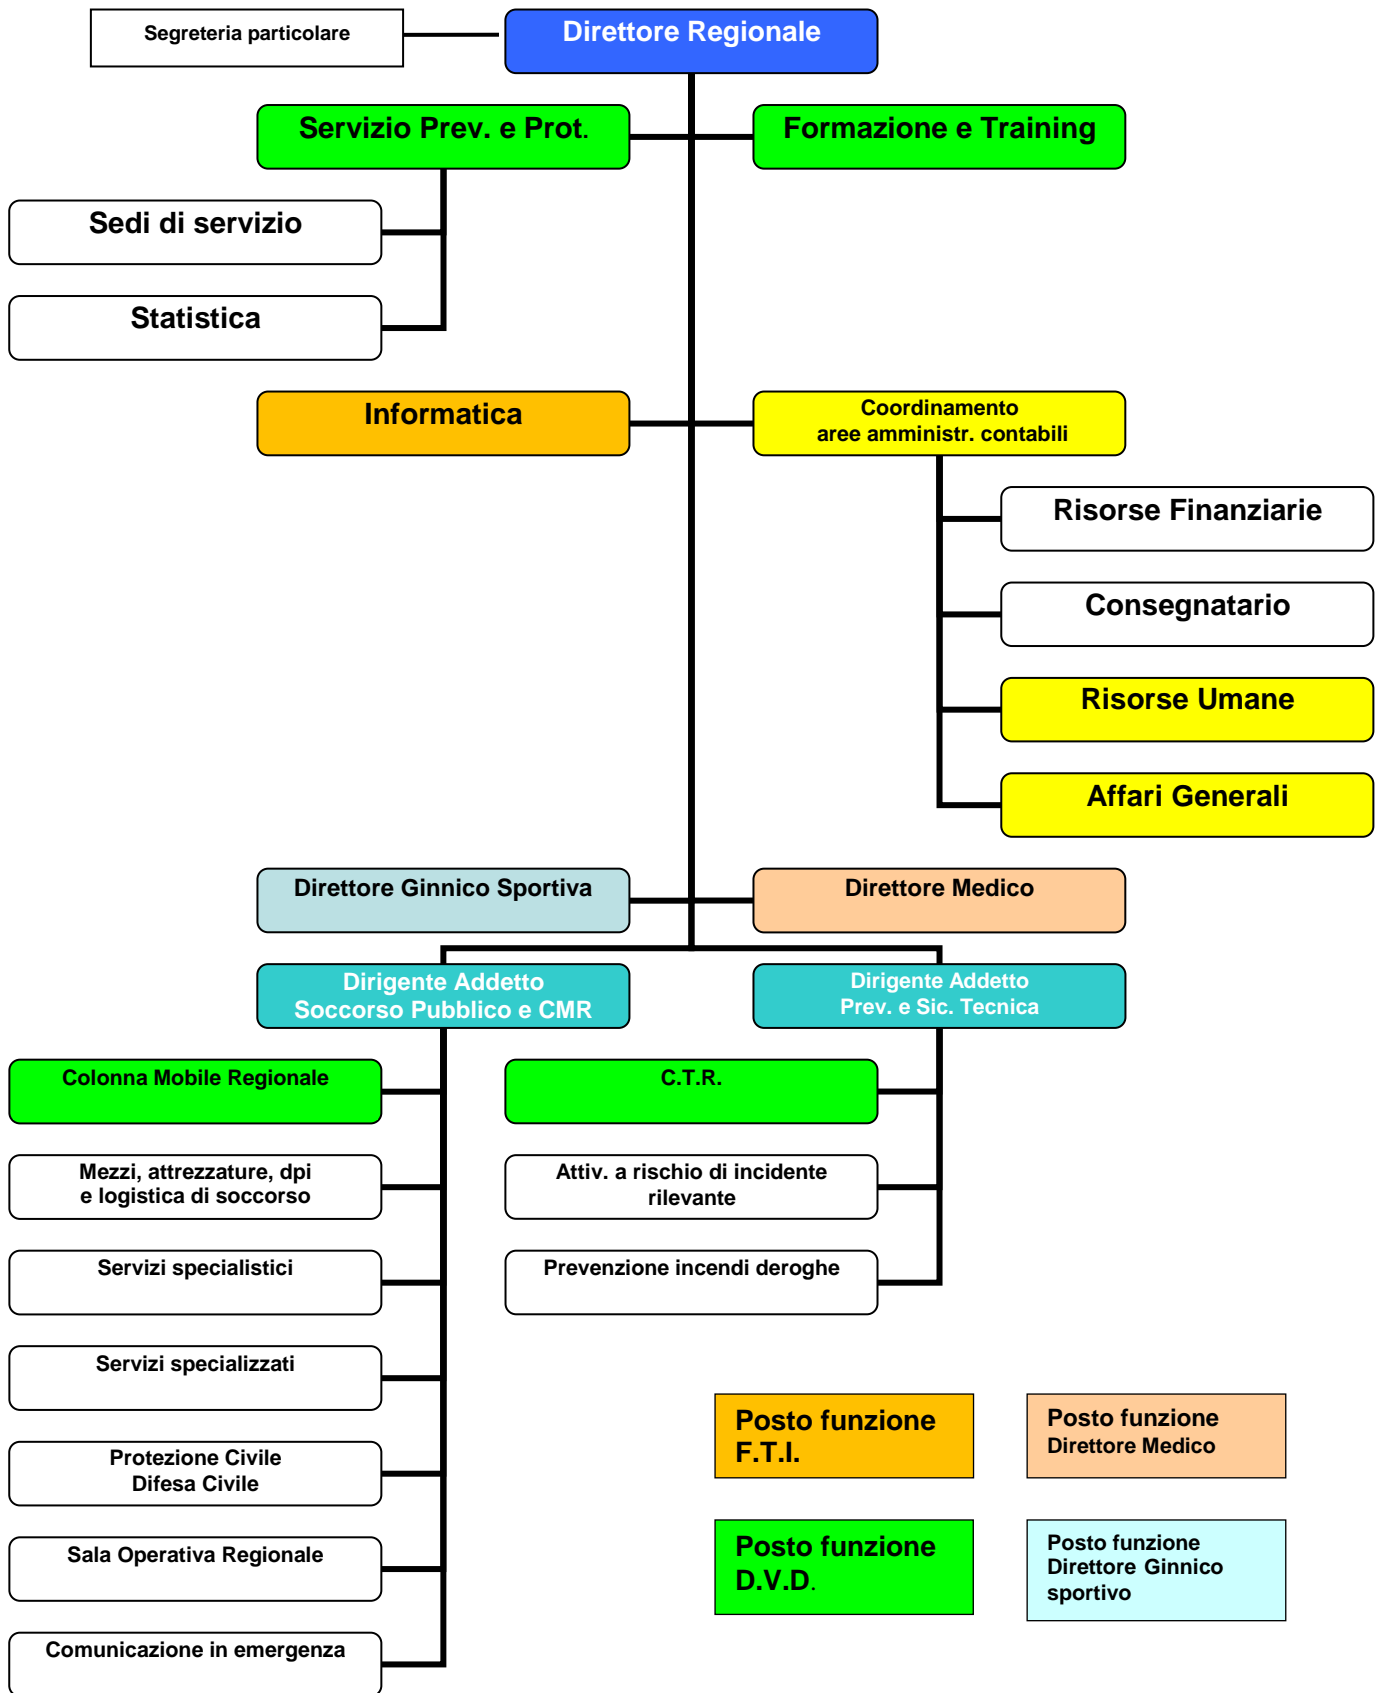 Segreteria particolare
Direttore Regionale
Servizio Prev. e Prot.
Formazione e Training
Sedi di servizio
Statistica
Informatica
Coordinamento
aree amministr. contabili
Risorse Finanziarie
Consegnatario
Risorse Umane
Affari Generali
Direttore Ginnico Sportiva
Direttore Medico
Dirigente Addetto
Soccorso Pubblico e CMR
Dirigente Addetto
Prev. e Sic. Tecnica
Colonna Mobile Regionale
Mezzi, attrezzature, dpi
e logistica di soccorso
Servizi specialistici
Servizi specializzati
Protezione Civile
Difesa Civile
Sala Operativa Regionale
Comunicazione in emergenza
C.T.R.
Attiv. a rischio di incidente
rilevante
Prevenzione incendi deroghe
Posto funzione
F.T.I.
Posto funzione
Direttore Medico
Posto funzione
D.V.D.
Posto funzione
Direttore Ginnico
sportivo